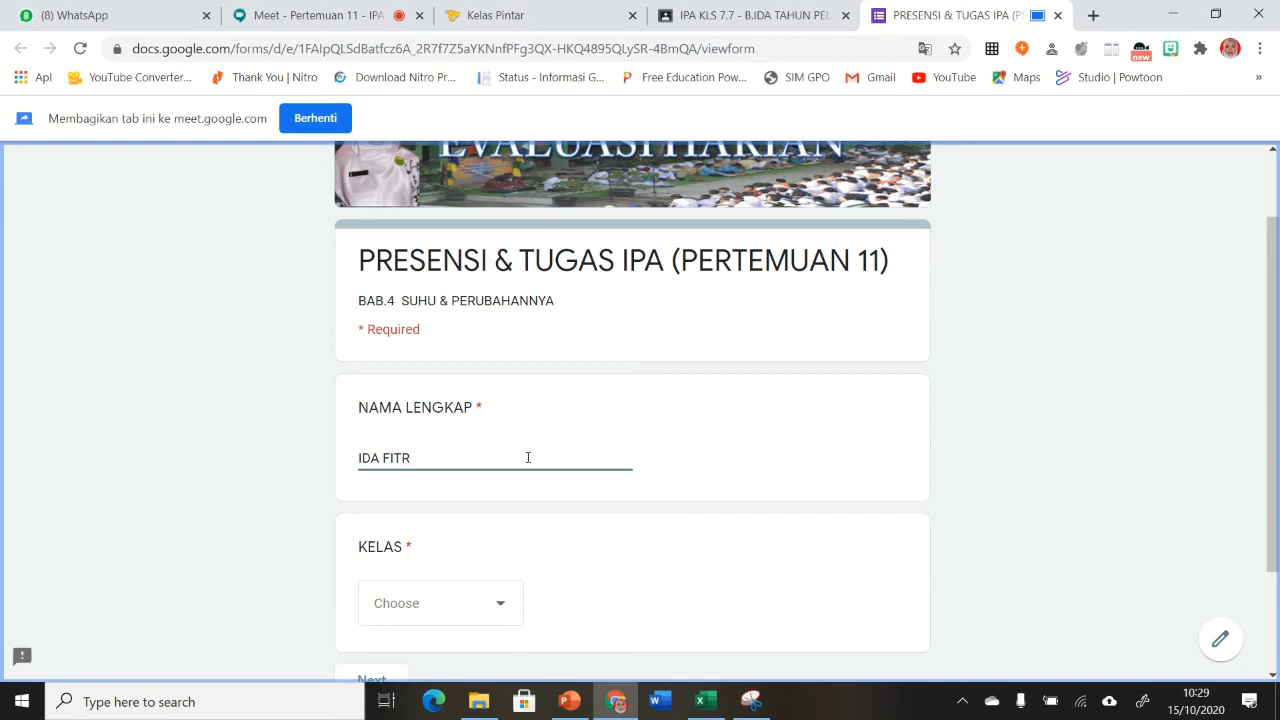 (8) WhatsApp
Meet - Pertemuan 11 - IPA
Kelas Pintar
IPA KLS 7.7 - B.IDA TAHUN PEL
PRESENSI & TUGAS IPA (P
docs.google.com/forms/d/e/1FAIpQLSdBatfcz6A_2R7f7Z5aYKNnfPFg3QX-HKQ4895QLySR-4BmQA/viewform
new
Apl
YouTube Converter...
Thank You | Nitro
Download Nitro Pr...
Status - Informasi G...
Free Education Pow...
SIM GPO
Gmail
YouTube
Maps
Studio | Powtoon
»
Membagikan tab ini ke meet.google.com
Berhenti
EVALUASI HARIAN
PRESENSI & TUGAS IPA (PERTEMUAN 11)
BAB.4 SUHU & PERUBAHANNYA
* Required
NAMA LENGKAP *
IDA FITR
KELAS *
Choose
Next
Type here to search
10:29
15/10/2020